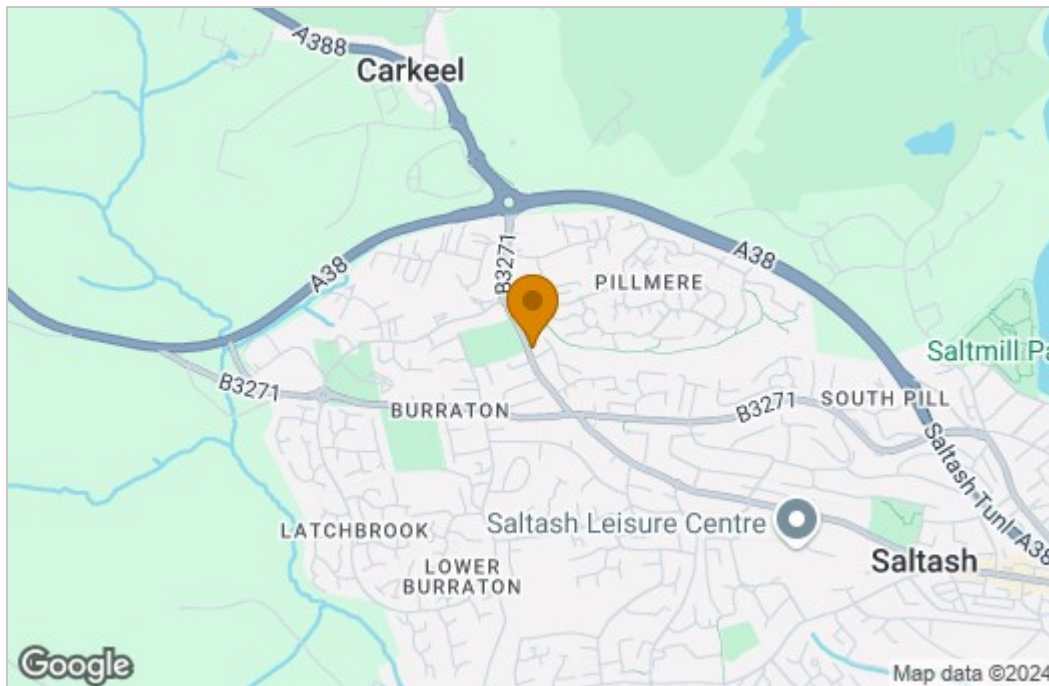 A388
Carkeel
B3271
A38
A38
PILLMERE
Saltmill Pa
B3271
BURRATON
B3271
SOUTH PILL
Saltash Tunl
A38
LATCHBROOK
Saltash Leisure Centre
LOWER
BURRATON
Saltash
Google
Map data ©2024